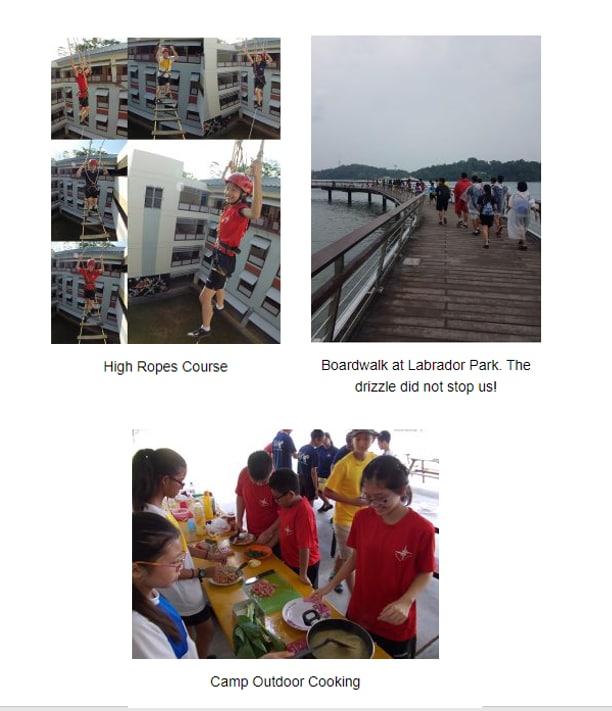 High Ropes Course
Boardwalk at Labrador Park. The
drizzle did not stop us!
Camp Outdoor Cooking